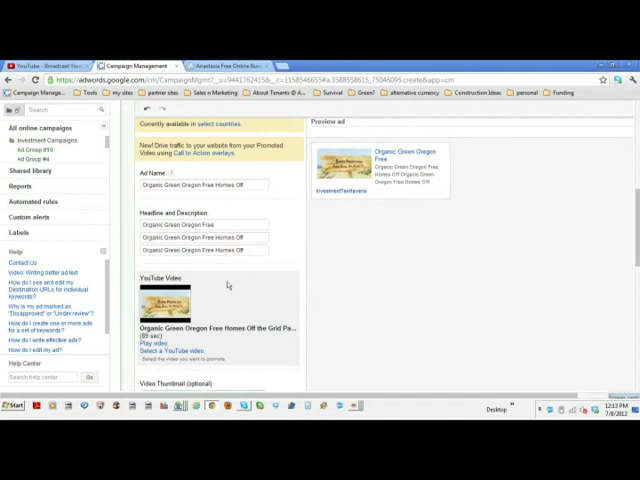 YouTube - Broadcast You
Campaign Management
Anastasia Free Online Bus
https://adwords.google.com/cm/CampaignMgmt?
Campaign Manage...
Tools
my sites
partner sites
Sales n Marketing
About Tenants @ A...
Survival
Green?
alternative currency
Construction Ideas
personal
Funding
Search:
All online campaigns
Investment Campaigns
Ad Group #10
Ad Group #4
Shared library
Reports
Automated rules
Custom alerts
Labels
Help
Contact Us
Video: Writing better ad text
How do I see and edit my
Destination URLs for individual
keywords?
Why is my ad marked as
"Disapproved" or "Under review"?
How do I create one or more ads
for a set of keywords?
How do I write effective ads?
How do I edit my ad?
Help Center
Search help center
Go
Currently available in select countries.
New! Drive traffic to your website from your Promoted
Video using Call to Action overlays.
Ad Name ?
Organic Green Oregon Free Homes Off
Headline and Description
Organic Green Oregon Free
Organic Green Oregon Free Homes Off
Organic Green Oregon Free Homes Off
YouTube Video
Organic Green Oregon Free Homes Off the Grid Pa...
(89 sec)
Play video
Select a YouTube video
Select the video you want to promote.
Video Thumbnail (optional)
Preview ad
Organic Green Oregon
Free
Organic Green Oregon Free
Homes Off Organic Green
Oregon Free Homes Off
InvestmentTaxHavens
Start
Desktop
12:13 PM
7/8/2012